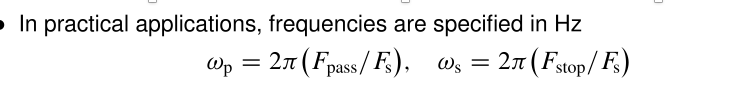 • In practical applications, frequencies are specified in Hz
ωp = 2π(Fpass/Fs),   ωs = 2π(Fstop/Fs)